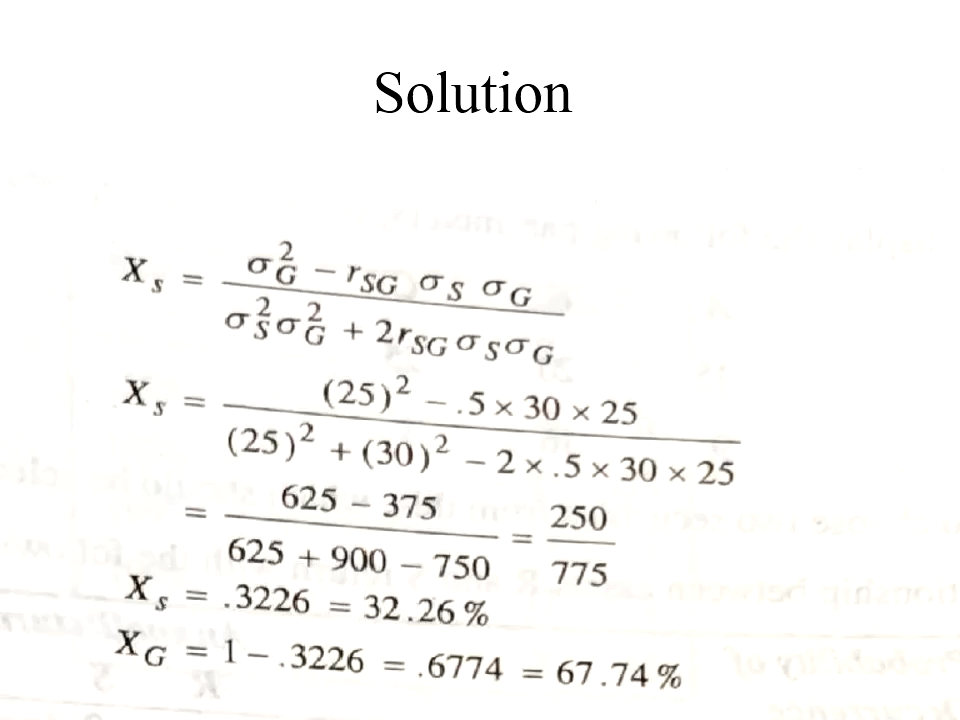 Solution
X_s = (σ_G^2 − r_SG σ_S σ_G) / (σ_S^2 σ_G^2 + 2r_SG σ_S σ_G)
X_s = ((25)^2 − .5 × 30 × 25) / ((25)^2 + (30)^2 − 2 × .5 × 30 × 25)
= (625 − 375) / (625 + 900 − 750) = 250 / 775
X_s = .3226 = 32.26 %
X_G = 1 − .3226 = .6774 = 67.74 %